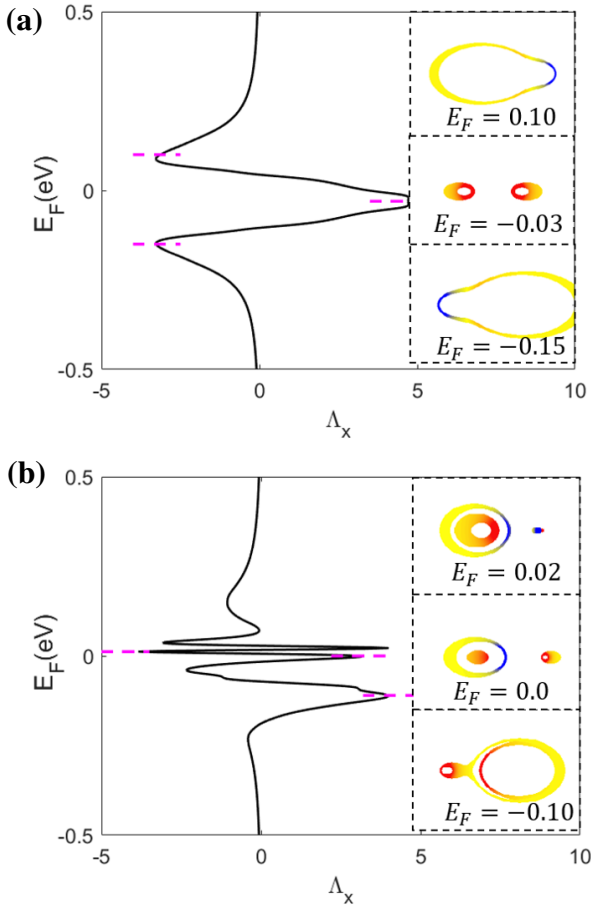 (a)
0.5
E_F = 0.10
E_F(eV)
0
E_F = −0.03
E_F = −0.15
-0.5
-5
0
5
10
Λ_x
(b)
0.5
E_F = 0.02
E_F(eV)
0
E_F = 0.0
E_F = −0.10
-0.5
-5
0
5
10
Λ_x